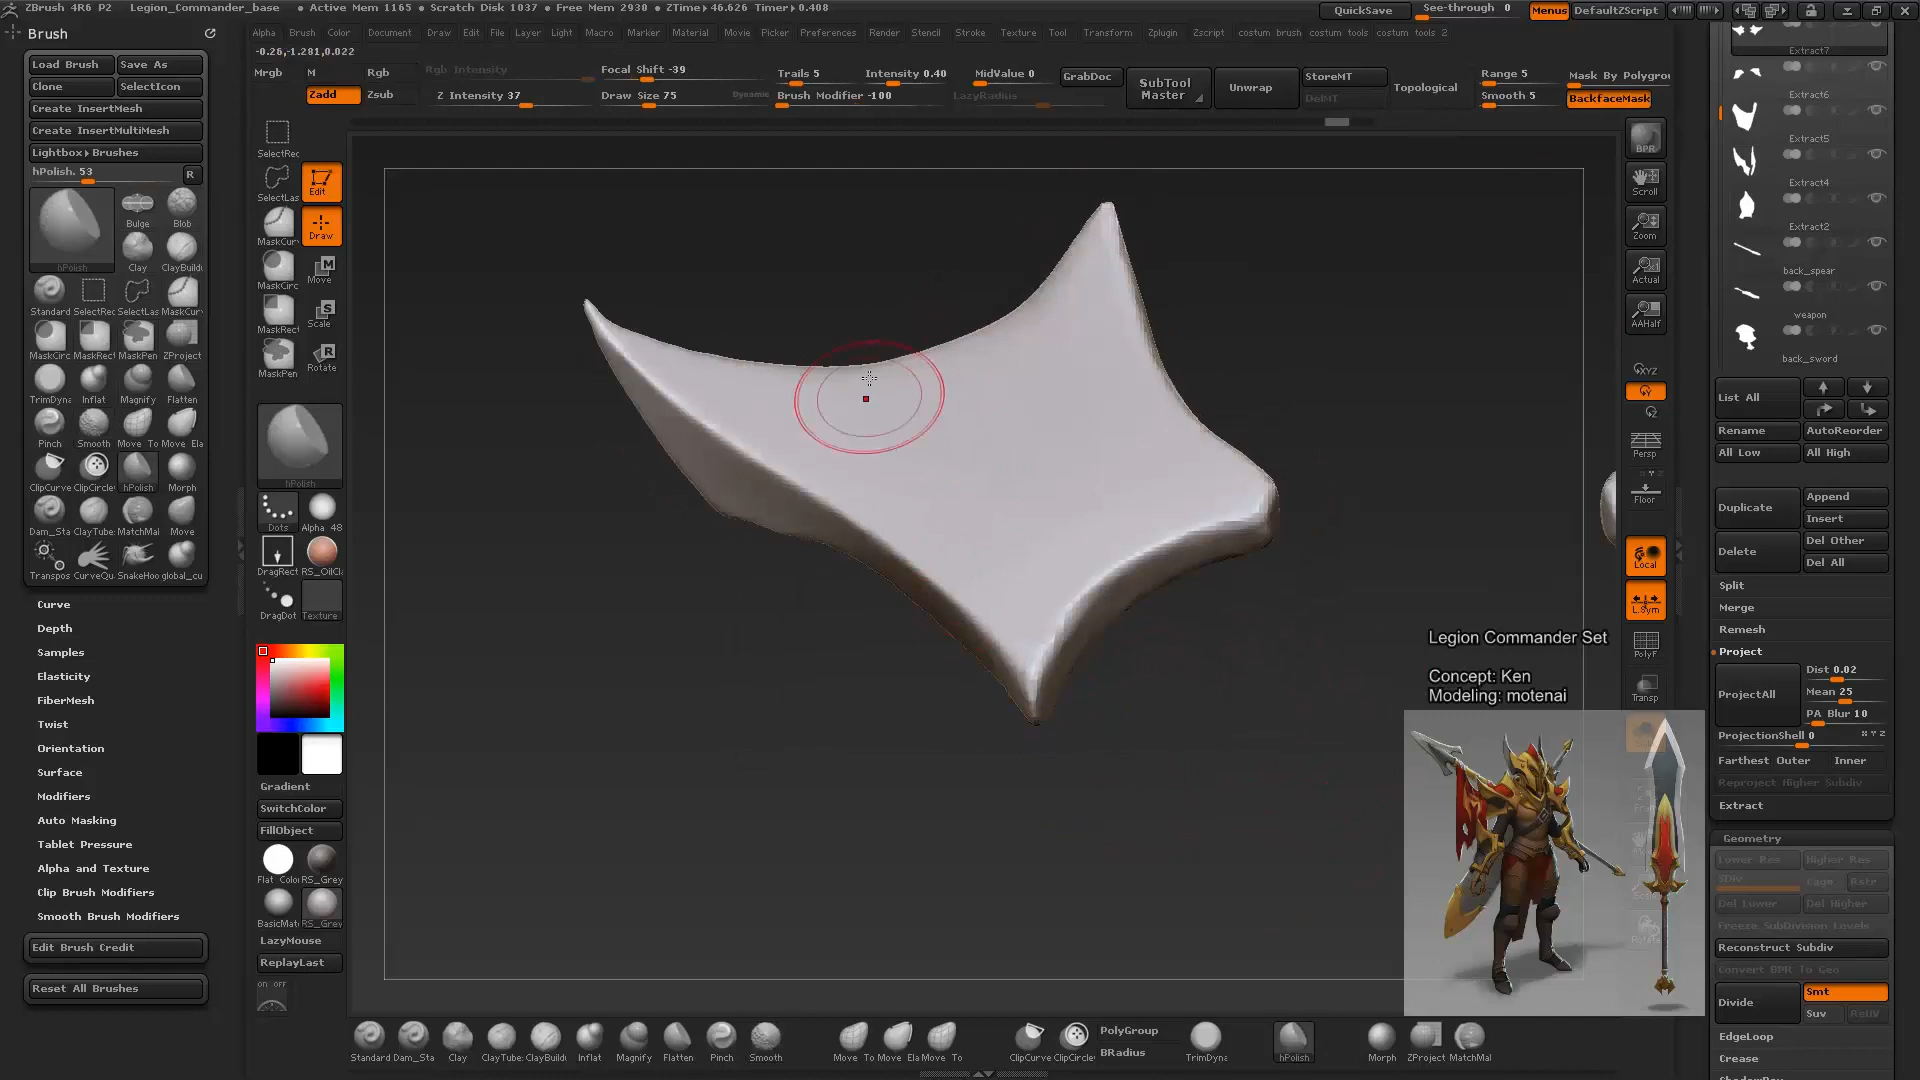 ZBrush 4R6 P2 Legion_Commander_base • Active Mem 1165 • Scratch Disk 1037 • Free Mem 2930 • ZTime▸46.626 Timer▸0.408
QuickSave See-through 0 Menus DefaultZScript
Brush
Alpha Brush Color Document Draw Edit File Layer Light Macro Marker Material Movie Picker Preferences Render Stencil Stroke Texture Tool Transform Zplugin Zscript costum brush costum tools costum tools 2
-0.26,-1.281,0.022
Mrgb M Rgb Rgb Intensity
Zadd Zsub Z Intensity 37
Focal Shift -39
Draw Size 75 Dynamic
Trails 5 Intensity 0.40 MidValue 0
Brush Modifier -100 LazyRadius
GrabDoc
SubTool Master
Unwrap
StoreMT
DelMT
Topological
Range 5
Smooth 5
Mask By Polygrou
BackfaceMask
Load Brush Save As
Clone SelectIcon
Create InsertMesh
Create InsertMultiMesh
Lightbox▸Brushes
hPolish. 53 R
hPolish Bulge Blob
Clay ClayBuildu
Standard SelectRec SelectLas MaskCur
MaskCirc MaskRect MaskPen ZProject
TrimDyna Inflat Magnify Flatten
Pinch Smooth Move To Move Ela
ClipCurve ClipCircle hPolish Morph
Dam_Sta ClayTube: MatchMal Move
Transpos CurveQu. SnakeHoo global_cu
Curve
Depth
Samples
Elasticity
FiberMesh
Twist
Orientation
Surface
Modifiers
Auto Masking
Tablet Pressure
Alpha and Texture
Clip Brush Modifiers
Smooth Brush Modifiers
Edit Brush Credit
Reset All Brushes
SelectRec
SelectLas Edit
MaskCur Draw
MaskCirc Move
MaskRect Scale
MaskPen Rotate
hPolish
Dots Alpha 48
DragRect RS_OilCl
DragDot Texture
Gradient
SwitchColor
FillObject
Flat Colo RS_Grey
BasicMat RS_Grey
LazyMouse
ReplayLast
on off
BPR
Scroll
Zoom
Actual
AAHalf
XYZ
Persp
Floor
Local
L.Sym
PolyF
Transp
Extract7
Extract6
Extract5
Extract4
Extract2
back_spear
weapon
back_sword
List All
Rename AutoReorder
All Low All High
Duplicate Append
Insert
Delete Del Other
Del All
Split
Merge
Remesh
Project
ProjectAll Dist 0.02
Mean 25
PA Blur 10
ProjectionShell 0 X Y Z
Farthest Outer Inner
Reproject Higher Subdiv
Extract
Geometry
Lower Res Higher Res
SDiv Cage Rstr
Del Lower Del Higher
Freeze SubDivision Levels
Reconstruct Subdiv
Convert BPR To Geo
Divide Smt
Suv ReUV
EdgeLoop
Crease
Legion Commander Set
Concept: Ken
Modeling: motenai
Standard Dam_Sta Clay ClayTube: ClayBuildu Inflat Magnify Flatten Pinch Smooth Move To Move Ela Move To ClipCurve ClipCircle PolyGroup BRadius TrimDyna hPolish Morph ZProject MatchMal